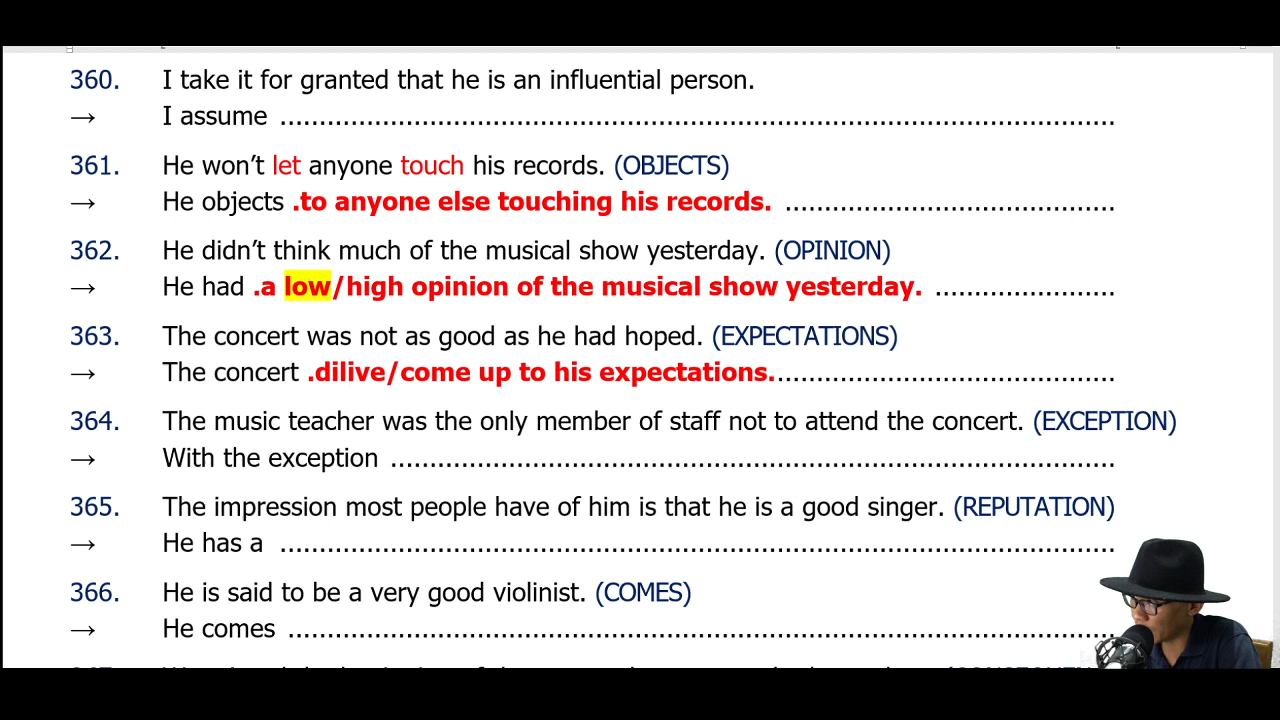 360. I take it for granted that he is an influential person.
→ I assume ................................................................................................
361. He won't let anyone touch his records. (OBJECTS)
→ He objects .to anyone else touching his records. ......................................
362. He didn't think much of the musical show yesterday. (OPINION)
→ He had .a low/high opinion of the musical show yesterday. .....................
363. The concert was not as good as he had hoped. (EXPECTATIONS)
→ The concert .dilive/come up to his expectations........................................
364. The music teacher was the only member of staff not to attend the concert. (EXCEPTION)
→ With the exception ...................................................................................
365. The impression most people have of him is that he is a good singer. (REPUTATION)
→ He has a ................................................................................................
366. He is said to be a very good violinist. (COMES)
→ He comes ...............................................................................................